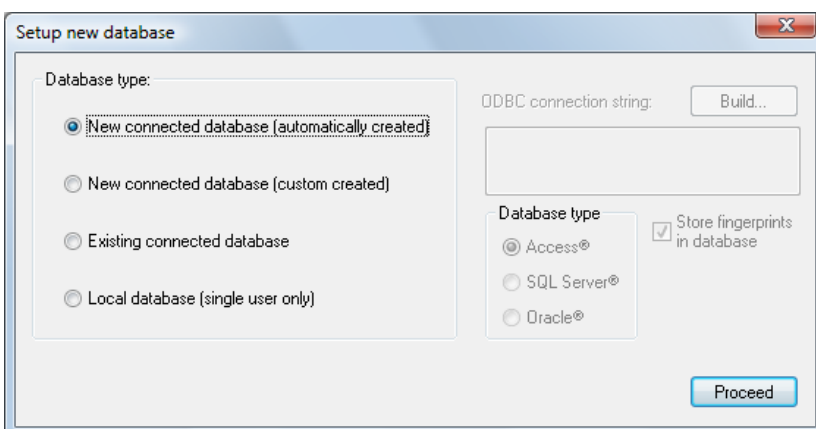 Setup new database
Database type:
New connected database (automatically created)
New connected database (custom created)
Existing connected database
Local database (single user only)
ODBC connection string:
Build...
Database type
Access®
SQL Server®
Oracle®
Store fingerprints
in database
Proceed